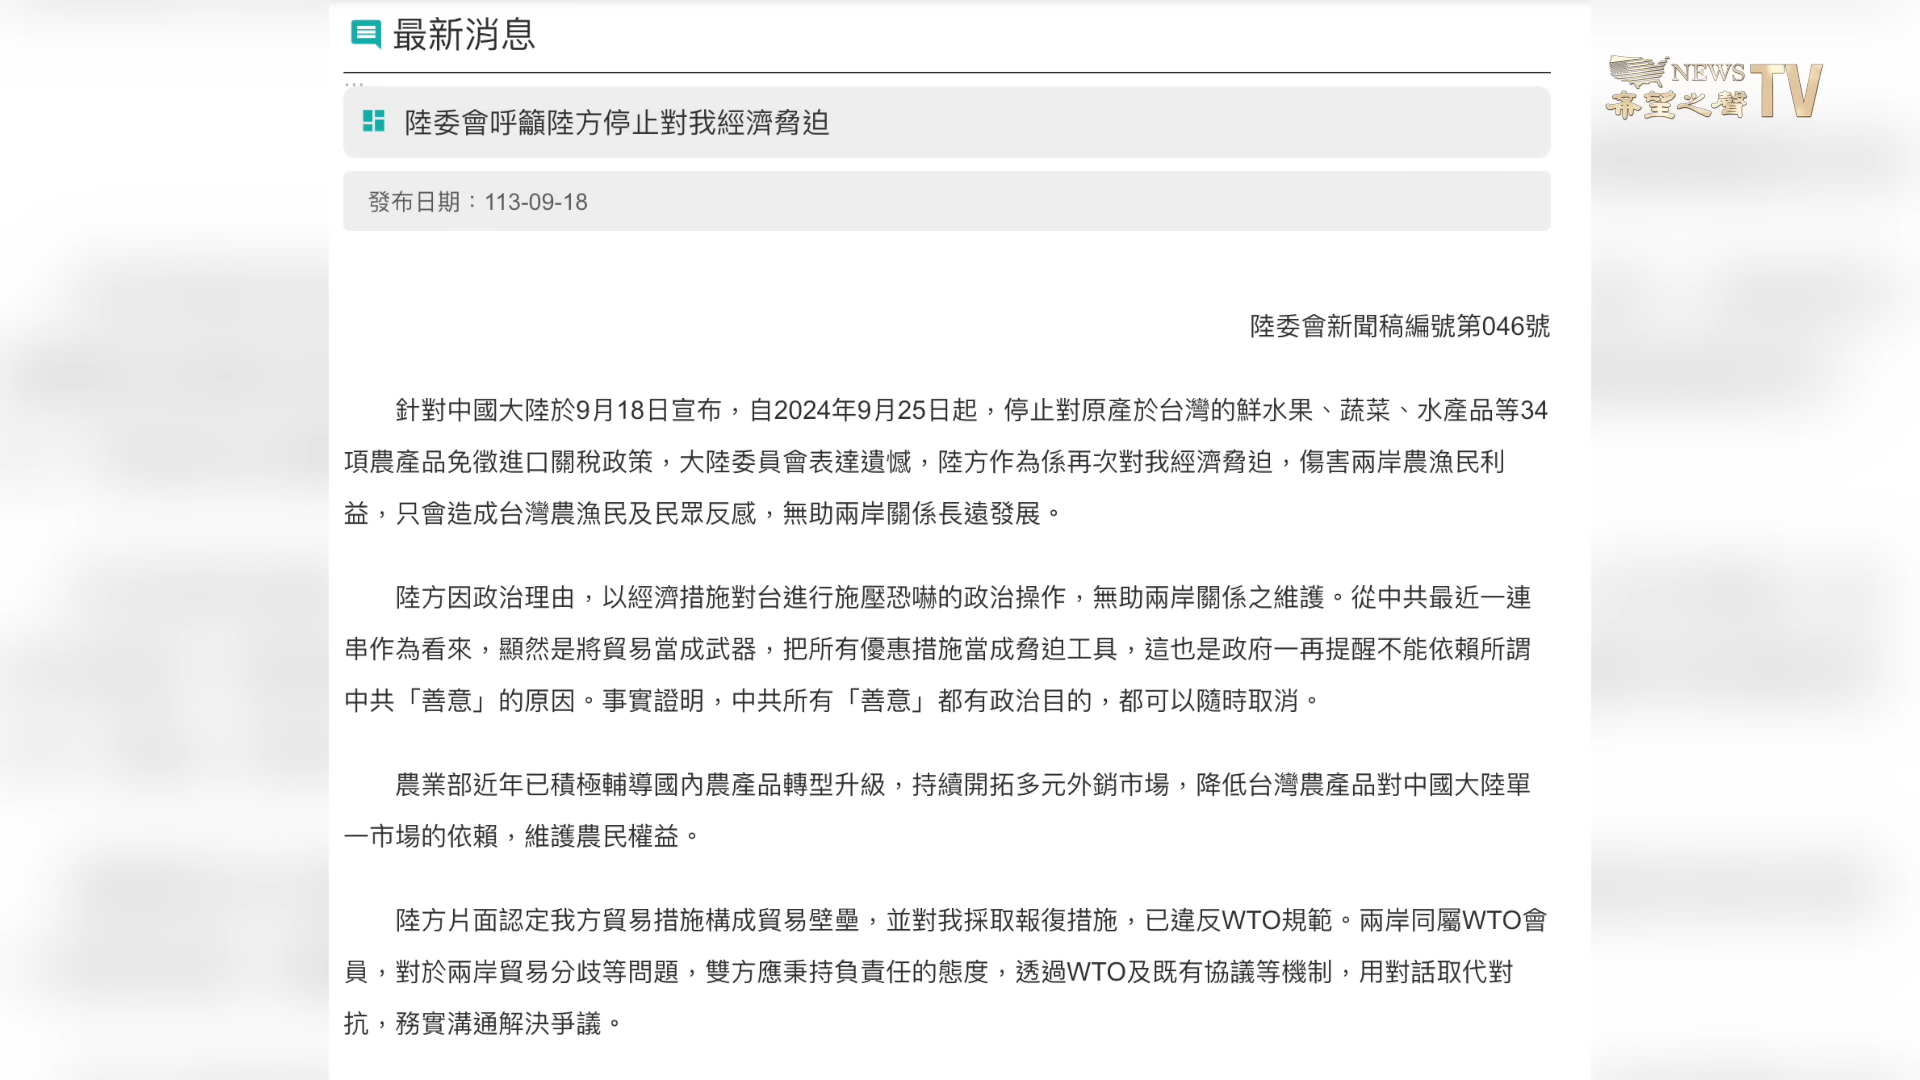 最新消息
NEWS
希望之聲TV
...
陸委會呼籲陸方停止對我經濟脅迫
發布日期：113-09-18
陸委會新聞稿編號第046號
針對中國大陸於9月18日宣布，自2024年9月25日起，停止對原產於台灣的鮮水果、蔬菜、水產品等34
項農產品免徵進口關稅政策，大陸委員會表達遺憾，陸方作為係再次對我經濟脅迫，傷害兩岸農漁民利
益，只會造成台灣農漁民及民眾反感，無助兩岸關係長遠發展。
陸方因政治理由，以經濟措施對台進行施壓恐嚇的政治操作，無助兩岸關係之維護。從中共最近一連
串作為看來，顯然是將貿易當成武器，把所有優惠措施當成脅迫工具，這也是政府一再提醒不能依賴所謂
中共「善意」的原因。事實證明，中共所有「善意」都有政治目的，都可以隨時取消。
農業部近年已積極輔導國內農產品轉型升級，持續開拓多元外銷市場，降低台灣農產品對中國大陸單
一市場的依賴，維護農民權益。
陸方片面認定我方貿易措施構成貿易壁壘，並對我採取報復措施，已違反WTO規範。兩岸同屬WTO會
員，對於兩岸貿易分歧等問題，雙方應秉持負責任的態度，透過WTO及既有協議等機制，用對話取代對
抗，務實溝通解決爭議。